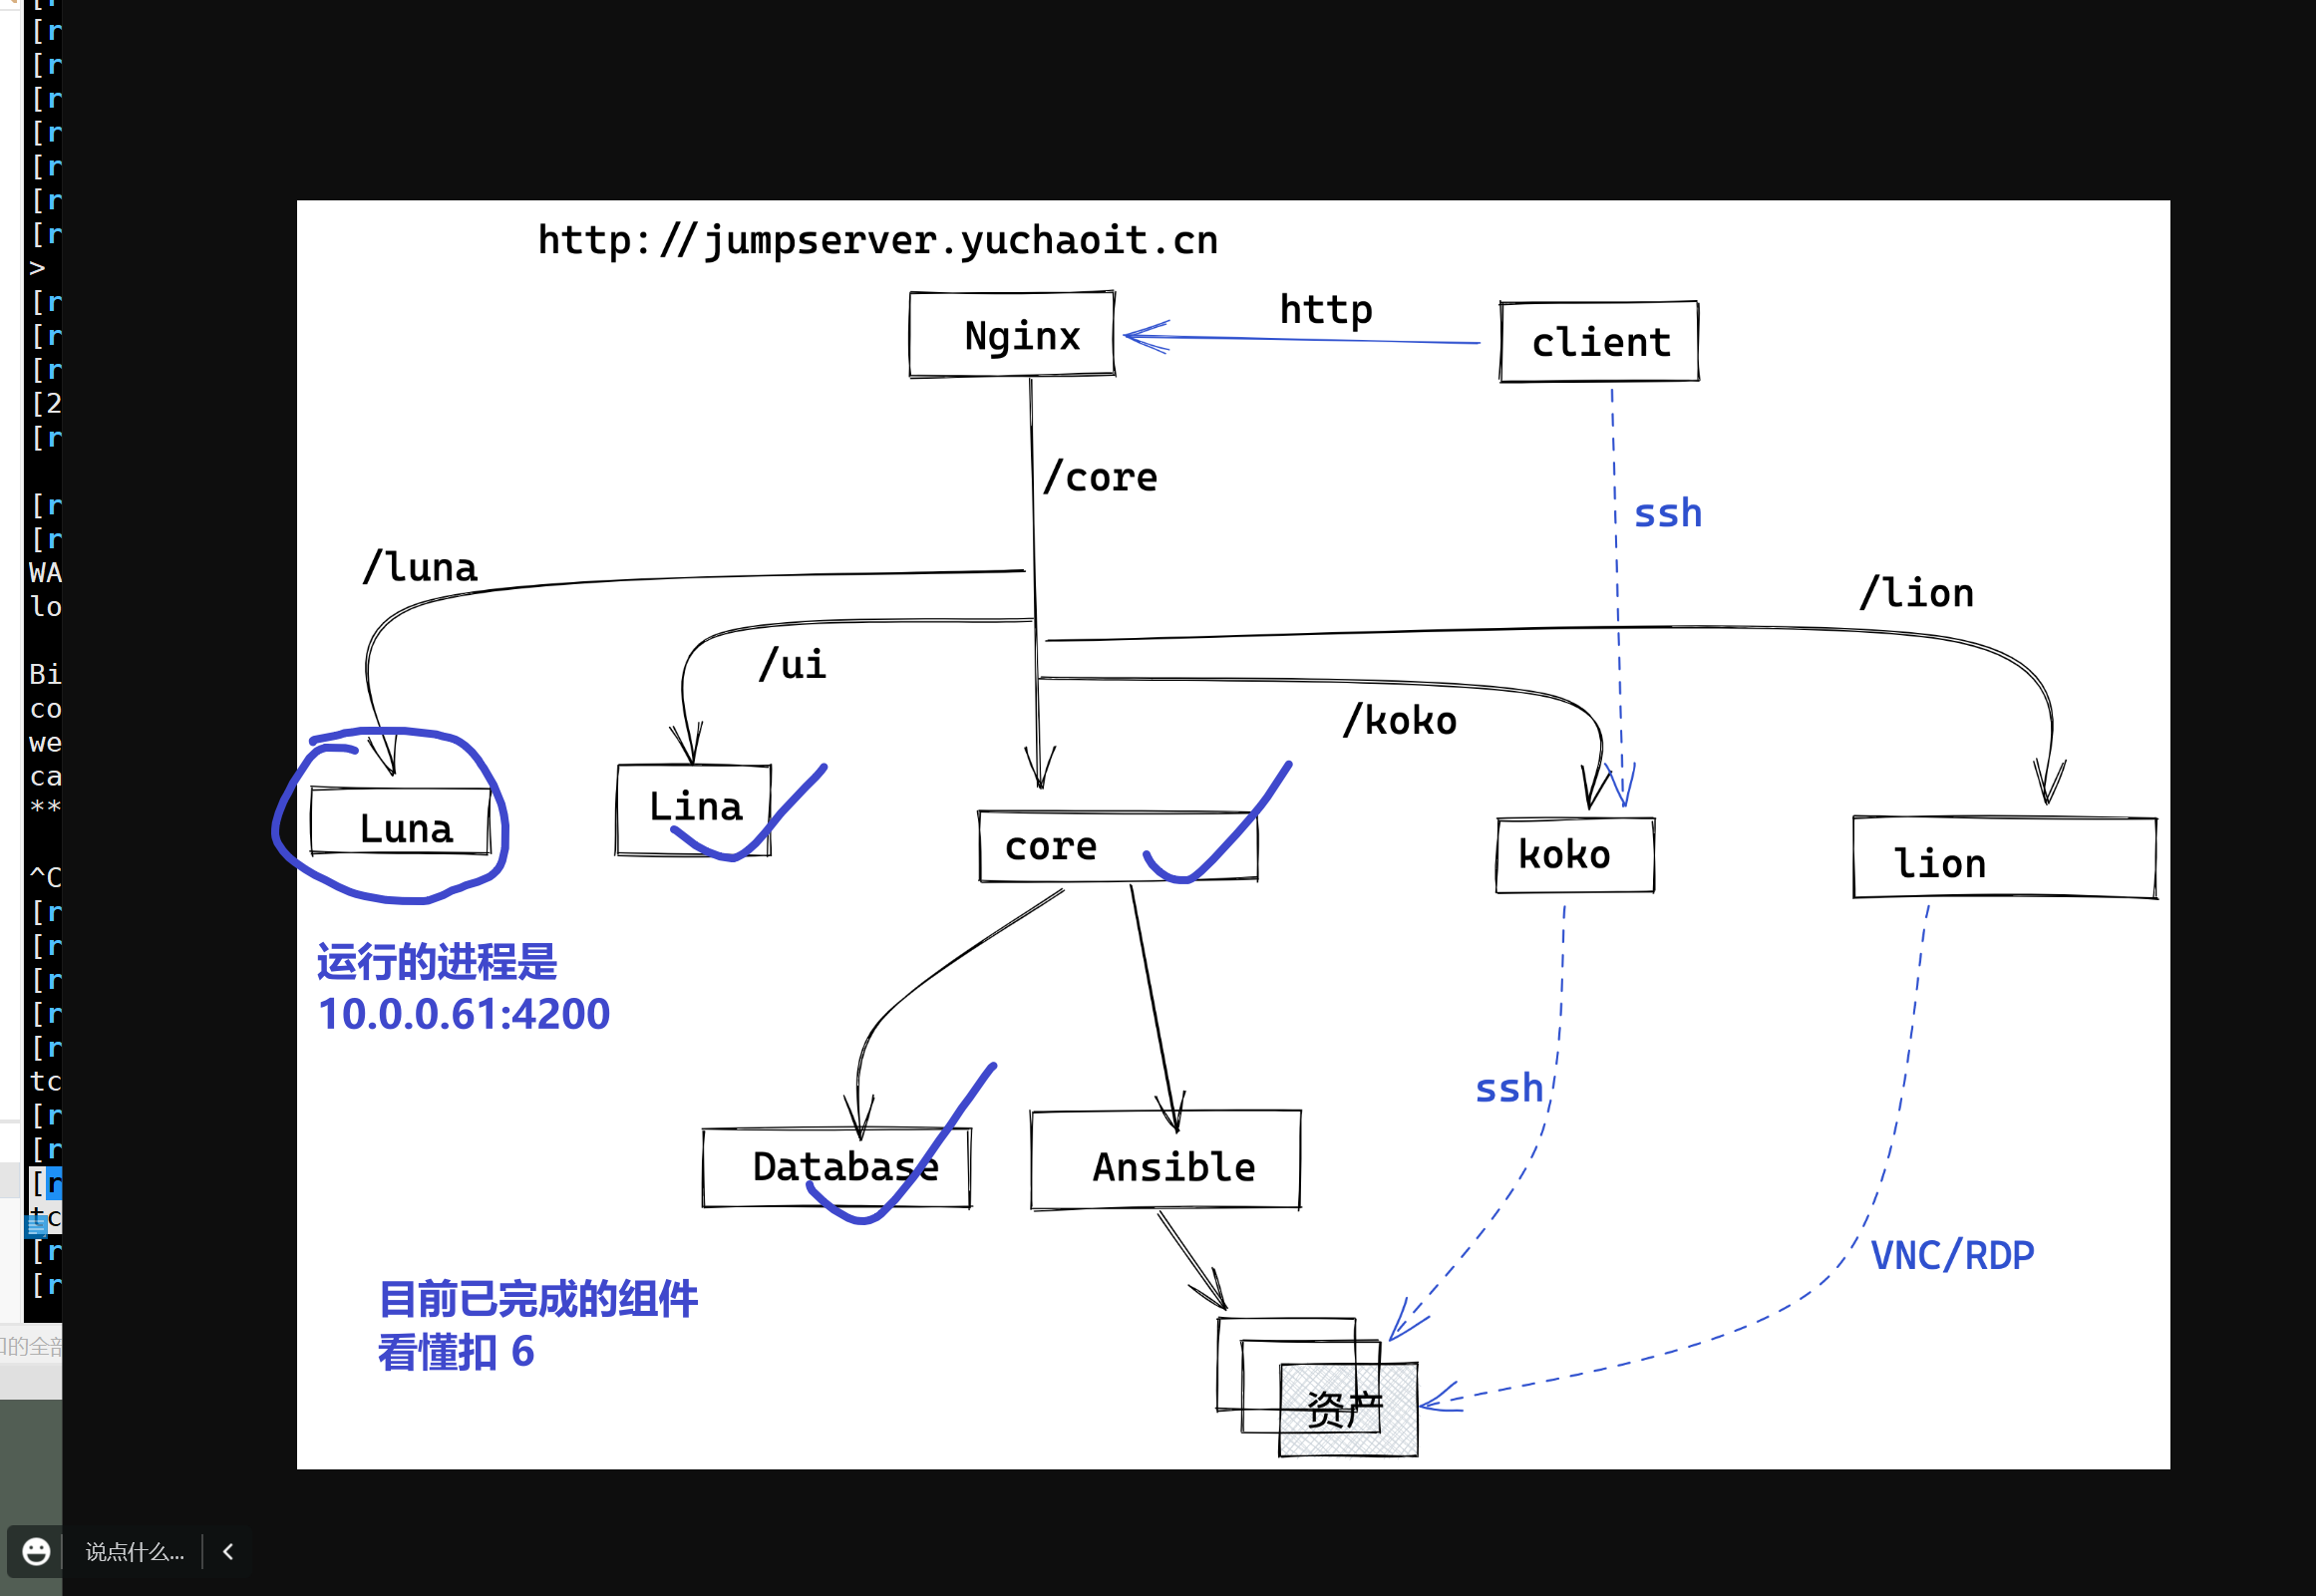 [r
[r
[r
[r
[r
[r
[r
[r
>
[r
[r
[r
[2
[r
[r
[r
WA
lo
Bi
co
we
ca
**
^C
[r
[r
[r
[r
[r
tc
[r
[r
[r
tc
[r
[r
的全部
http://jumpserver.yuchaoit.cn
Nginx
http
client
/core
ssh
/luna
/lion
/ui
/koko
Luna
Lina
core
koko
lion
运行的进程是
10.0.0.61:4200
ssh
Database
Ansible
VNC/RDP
目前已完成的组件
看懂扣 6
资产
说点什么...